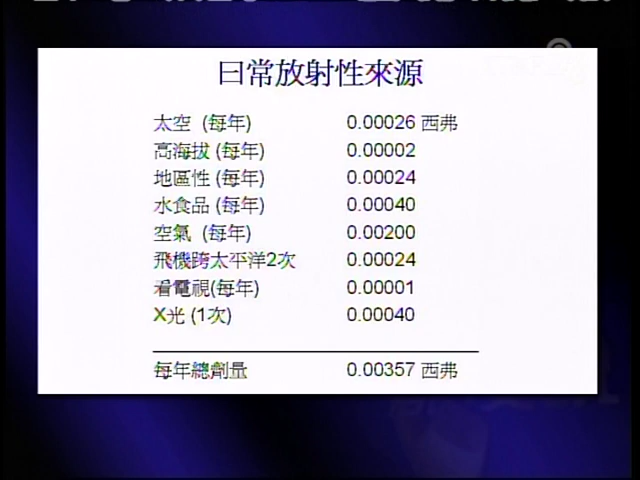 日常放射性來源
太空 (每年) 0.00026 西弗
高海拔 (每年) 0.00002
地區性 (每年) 0.00024
水食品 (每年) 0.00040
空氣 (每年) 0.00200
飛機跨太平洋2次 0.00024
看電視(每年) 0.00001
X光 (1次) 0.00040
每年總劑量 0.00357 西弗